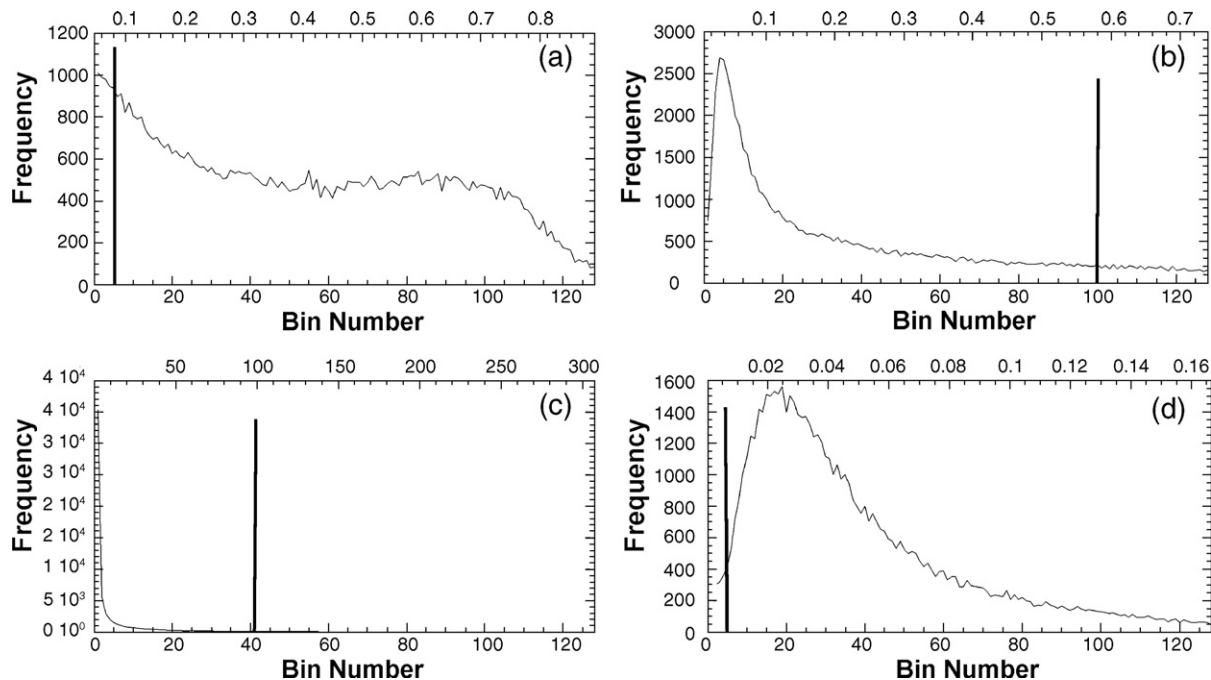 0.1 0.2 0.3 0.4 0.5 0.6 0.7 0.8
1200
1000
800
600
400
200
0
Frequency
(a)
0 20 40 60 80 100 120
Bin Number
0.1 0.2 0.3 0.4 0.5 0.6 0.7
3000
2500
2000
1500
1000
500
0
Frequency
(b)
0 20 40 60 80 100 120
Bin Number
50 100 150 200 250 300
4 10⁴
4 10⁴
3 10⁴
3 10⁴
2 10⁴
2 10⁴
1 10⁴
5 10³
0 10⁰
Frequency
(c)
0 20 40 60 80 100 120
Bin Number
0.02 0.04 0.06 0.08 0.1 0.12 0.14 0.16
1600
1400
1200
1000
800
600
400
200
0
Frequency
(d)
0 20 40 60 80 100 120
Bin Number